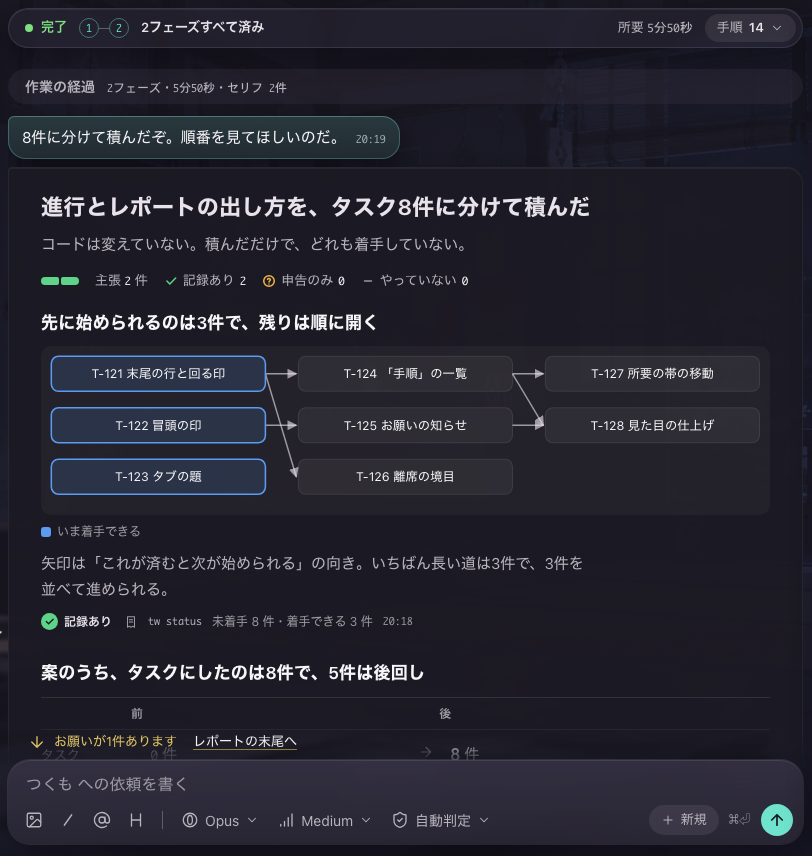 完了 1 2 2フェーズすべて済み 所要 5分50秒 手順 14
作業の経過 2フェーズ・5分50秒・セリフ 2件
8件に分けて積んだぞ。順番を見てほしいのだ。 20:19
進行とレポートの出し方を、タスク8件に分けて積んだ
コードは変えていない。積んだだけで、どれも着手していない。
主張 2 件 記録あり 2 申告のみ 0 やっていない 0
先に始められるのは3件で、残りは順に開く
T-121 末尾の行と回る印 T-124 「手順」の一覧 T-127 所要の帯の移動
T-122 冒頭の印 T-125 お願いの知らせ T-128 見た目の仕上げ
T-123 タブの題 T-126 離席の境目
いま着手できる
矢印は「これが済むと次が始められる」の向き。いちばん長い道は3件で、3件を
並べて進められる。
記録あり tw status 未着手 8 件・着手できる 3 件 20:18
案のうち、タスクにしたのは8件で、5件は後回し
前 後
お願いが1件あります レポートの末尾へ
タスク 0 件 → 8 件
つくも への依頼を書く
/ @ H Opus Medium 自動判定 + 新規 ⌘⏎